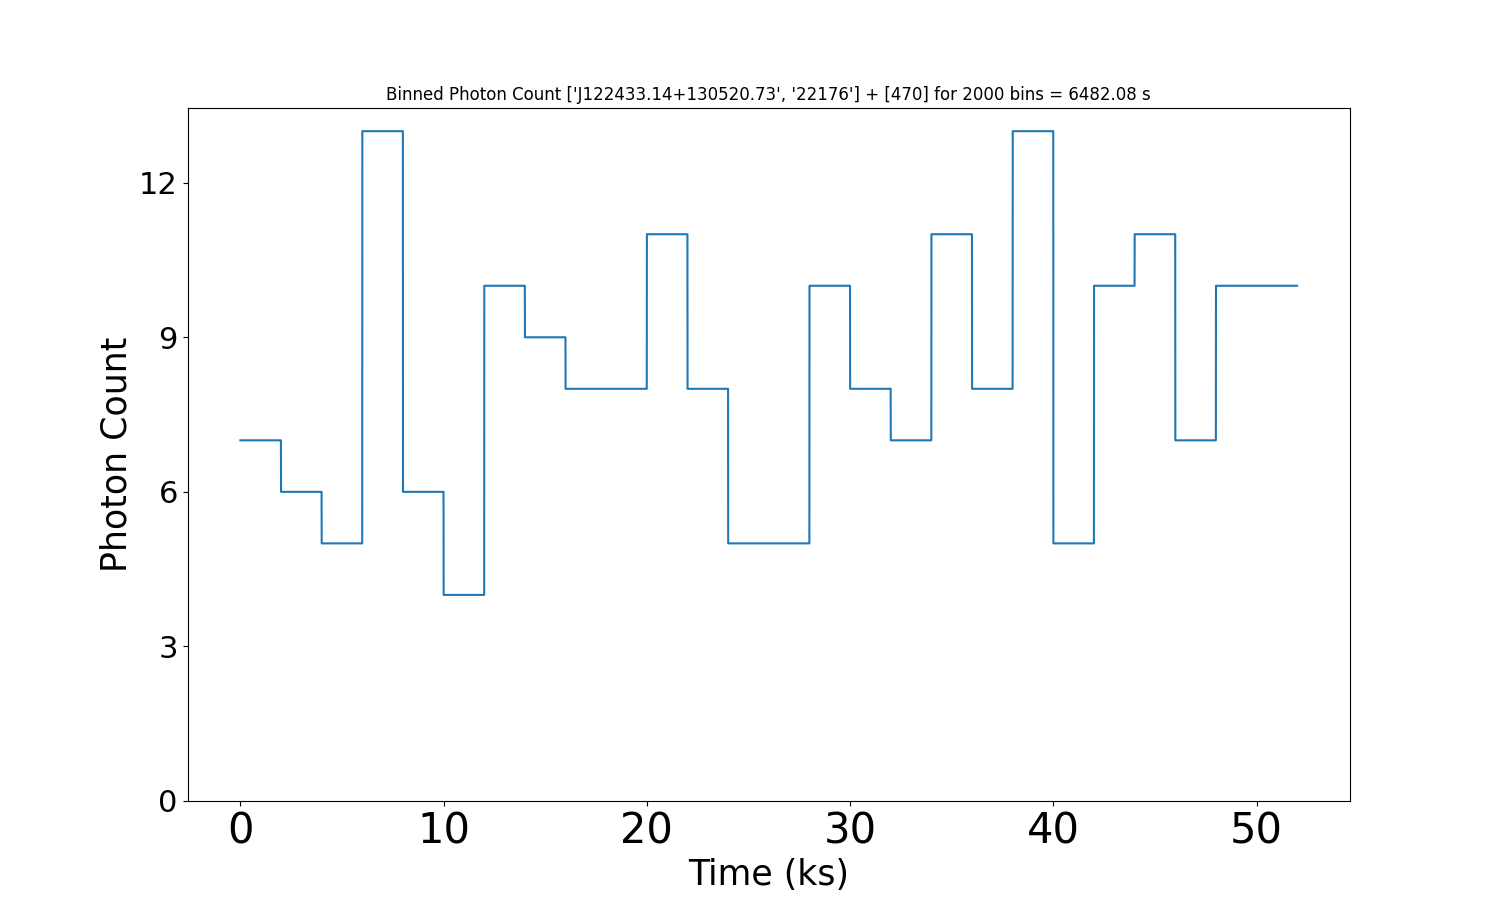 Binned Photon Count ['J122433.14+130520.73', '22176'] + [470] for 2000 bins = 6482.08 s
12
9
6
3
0
Photon Count
0 10 20 30 40 50
Time (ks)